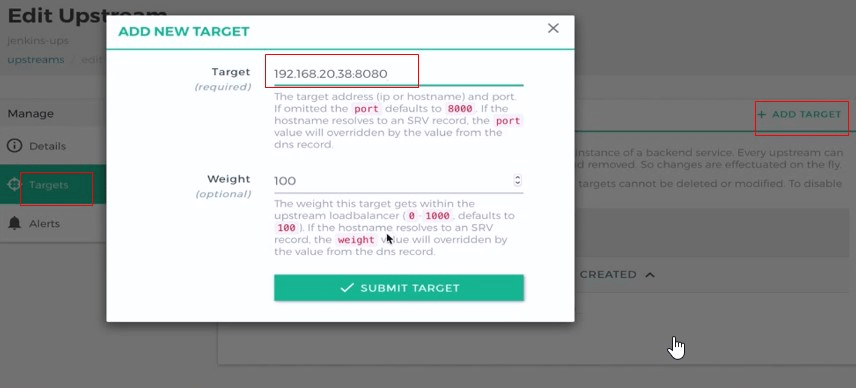 Edit Upstream
jenkins-ups
upstreams / edit
Manage
Details
Targets
Alerts
ADD NEW TARGET
Target
(required)
192.168.20.38:8080
The target address (ip or hostname) and port.
If omitted the port defaults to 8000. If the
hostname resolves to an SRV record, the port
value will overridden by the value from the
dns record.
Weight
(optional)
100
The weight this target gets within the
upstream loadbalancer ( 0 - 1000, defaults to
100 ). If the hostname resolves to an SRV
record, the weight value will overridden by
the value from the dns record.
SUBMIT TARGET
+ ADD TARGET
instance of a backend service. Every upstream can
removed. So changes are effectuated on the fly.
targets cannot be deleted or modified. To disable
CREATED